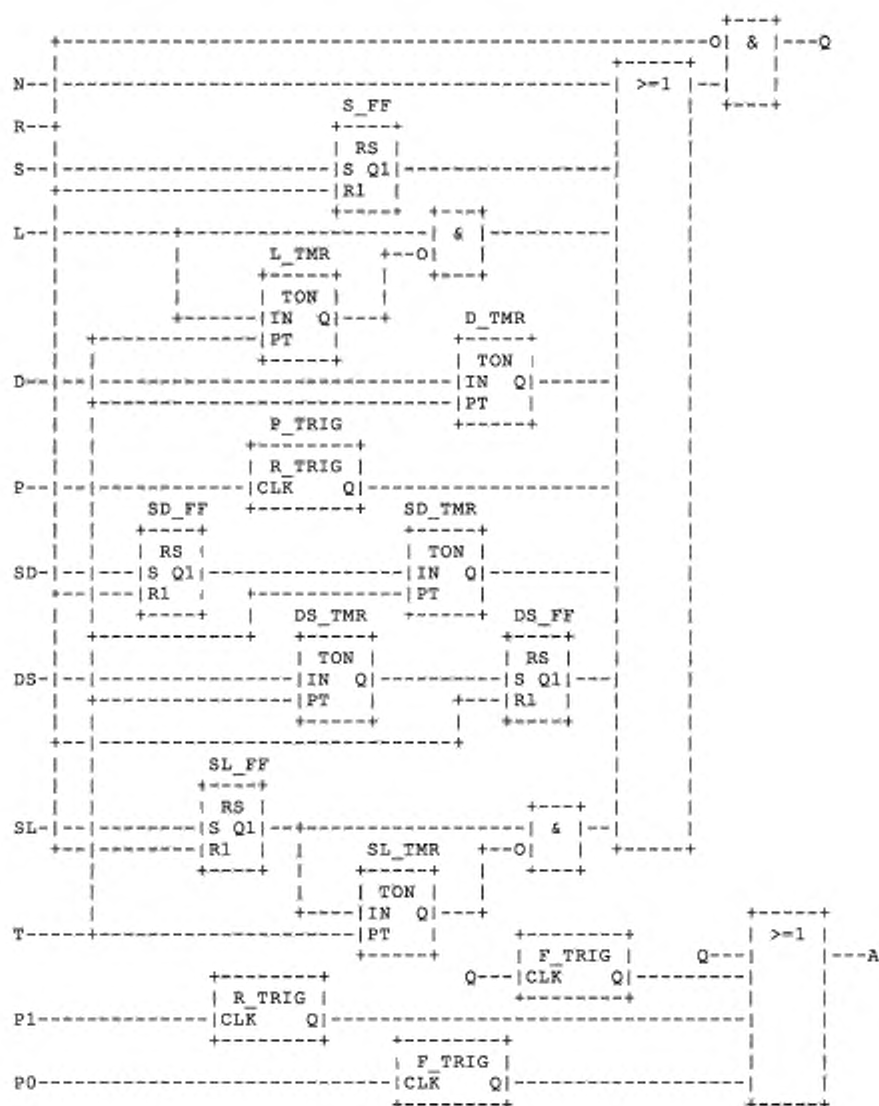 O| & |---Q
N-- >=1
S_FF
R--+
RS
S-- S Q1
R1
L-- &
L_TMR
O
TON
IN Q D_TMR
PT
TON
D-- IN Q
PT
P_TRIG
R_TRIG
P-- CLK Q
SD_FF SD_TMR
RS TON
SD- S Q1 IN Q
R1 PT
DS_TMR DS_FF
TON RS
DS- IN Q S Q1
PT R1
SL_FF
RS
SL- S Q1 &
R1 SL_TMR O
TON
IN Q
T-- PT >=1
F_TRIG Q-- ---A
Q-- CLK Q
R_TRIG
P1-- CLK Q
F_TRIG
P0-- CLK Q